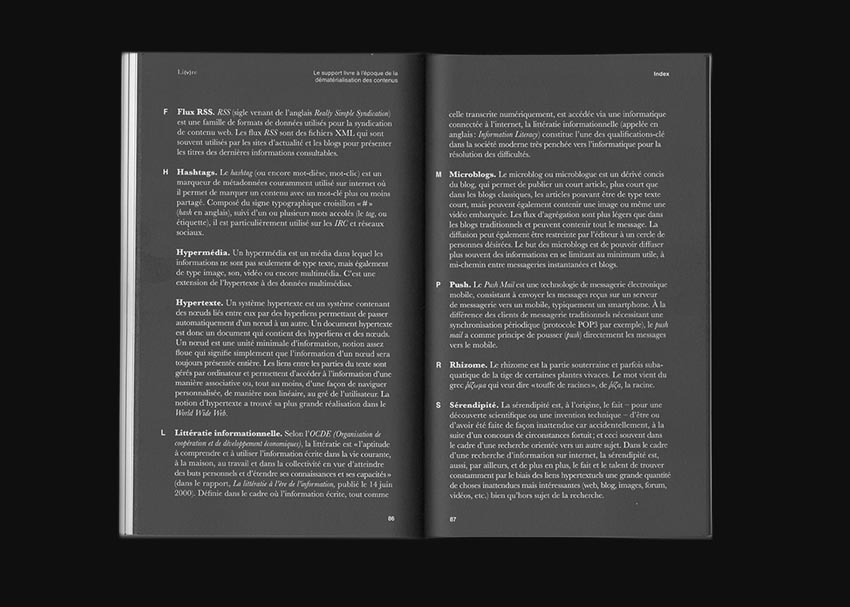 Li(v)re
Le support livre à l'époque de la
dématérialisation des contenus
F Flux RSS. RSS (sigle venant de l'anglais Really Simple Syndication)
est une famille de formats de données utilisés pour la syndication
de contenu web. Les flux RSS sont des fichiers XML qui sont
souvent utilisés par les sites d'actualité et les blogs pour présenter
les titres des dernières informations consultables.
H Hashtags. Le hashtag (ou encore mot-dièse, mot-clic) est un
marqueur de métadonnées couramment utilisé sur internet où
il permet de marquer un contenu avec un mot-clé plus ou moins
partagé. Composé du signe typographique croisillon « # »
(hash en anglais), suivi d'un ou plusieurs mots accolés (le tag, ou
étiquette), il est particulièrement utilisé sur les IRC et réseaux
sociaux.
Hypermédia. Un hypermédia est un média dans lequel les
informations ne sont pas seulement de type texte, mais également
de type image, son, vidéo ou encore multimédia. C'est une
extension de l'hypertexte à des données multimédias.
Hypertexte. Un système hypertexte est un système contenant
des nœuds liés entre eux par des hyperliens permettant de passer
automatiquement d'un nœud à un autre. Un document hypertexte
est donc un document qui contient des hyperliens et des nœuds.
Un nœud est une unité minimale d'information, notion assez
floue qui signifie simplement que l'information d'un nœud sera
toujours présentée entière. Les liens entre les parties du texte sont
gérés par ordinateur et permettent d'accéder à l'information d'une
manière associative ou, tout au moins, d'une façon de naviguer
personnalisée, de manière non linéaire, au gré de l'utilisateur. La
notion d'hypertexte a trouvé sa plus grande réalisation dans le
World Wide Web.
L Littératie informationnelle. Selon l'OCDE (Organisation de
coopération et de développement économiques), la littératie est « l'aptitude
à comprendre et à utiliser l'information écrite dans la vie courante,
à la maison, au travail et dans la collectivité en vue d'atteindre
des buts personnels et d'étendre ses connaissances et ses capacités »
(dans le rapport, La littératie à l'ère de l'information, publié le 14 juin
2000). Définie dans le cadre où l'information écrite, tout comme
86
Index
celle transcrite numériquement, est accédée via une informatique
connectée à l'internet, la littératie informationnelle (appelée en
anglais : Information Literacy) constitue l'une des qualifications-clé
dans la société moderne très penchée vers l'informatique pour la
résolution des difficultés.
M Microblogs. Le microblog ou microblogue est un dérivé concis
du blog, qui permet de publier un court article, plus court que
dans les blogs classiques, les articles pouvant être de type texte
court, mais peuvent également contenir une image ou même une
vidéo embarquée. Les flux d'agrégation sont plus légers que dans
les blogs traditionnels et peuvent contenir tout le message. La
diffusion peut également être restreinte par l'éditeur à un cercle de
personnes désirées. Le but des microblogs est de pouvoir diffuser
plus souvent des informations en se limitant au minimum utile, à
mi-chemin entre messageries instantanées et blogs.
P Push. Le Push Mail est une technologie de messagerie électronique
mobile, consistant à envoyer les messages reçus sur un serveur
de messagerie vers un mobile, typiquement un smartphone. À la
différence des clients de messagerie traditionnels nécessitant une
synchronisation périodique (protocole POP3 par exemple), le push
mail a comme principe de pousser (push) directement les messages
vers le mobile.
R Rhizome. Le rhizome est la partie souterraine et parfois suba-
quatique de la tige de certaines plantes vivaces. Le mot vient du
grec ῥίζωμα qui veut dire « touffe de racines », de ῥίζα, la racine.
S Sérendipité. La sérendipité est, à l'origine, le fait – pour une
découverte scientifique ou une invention technique – d'être ou
d'avoir été faite de façon inattendue car accidentellement, à la
suite d'un concours de circonstances fortuit ; et ceci souvent dans
le cadre d'une recherche orientée vers un autre sujet. Dans le cadre
d'une recherche d'information sur internet, la sérendipité est,
aussi, par ailleurs, et de plus en plus, le fait et le talent de trouver
constamment par le biais des liens hypertextuels une grande quantité
de choses inattendues mais intéressantes (web, blog, images, forum,
vidéos, etc.) bien qu'hors sujet de la recherche.
87